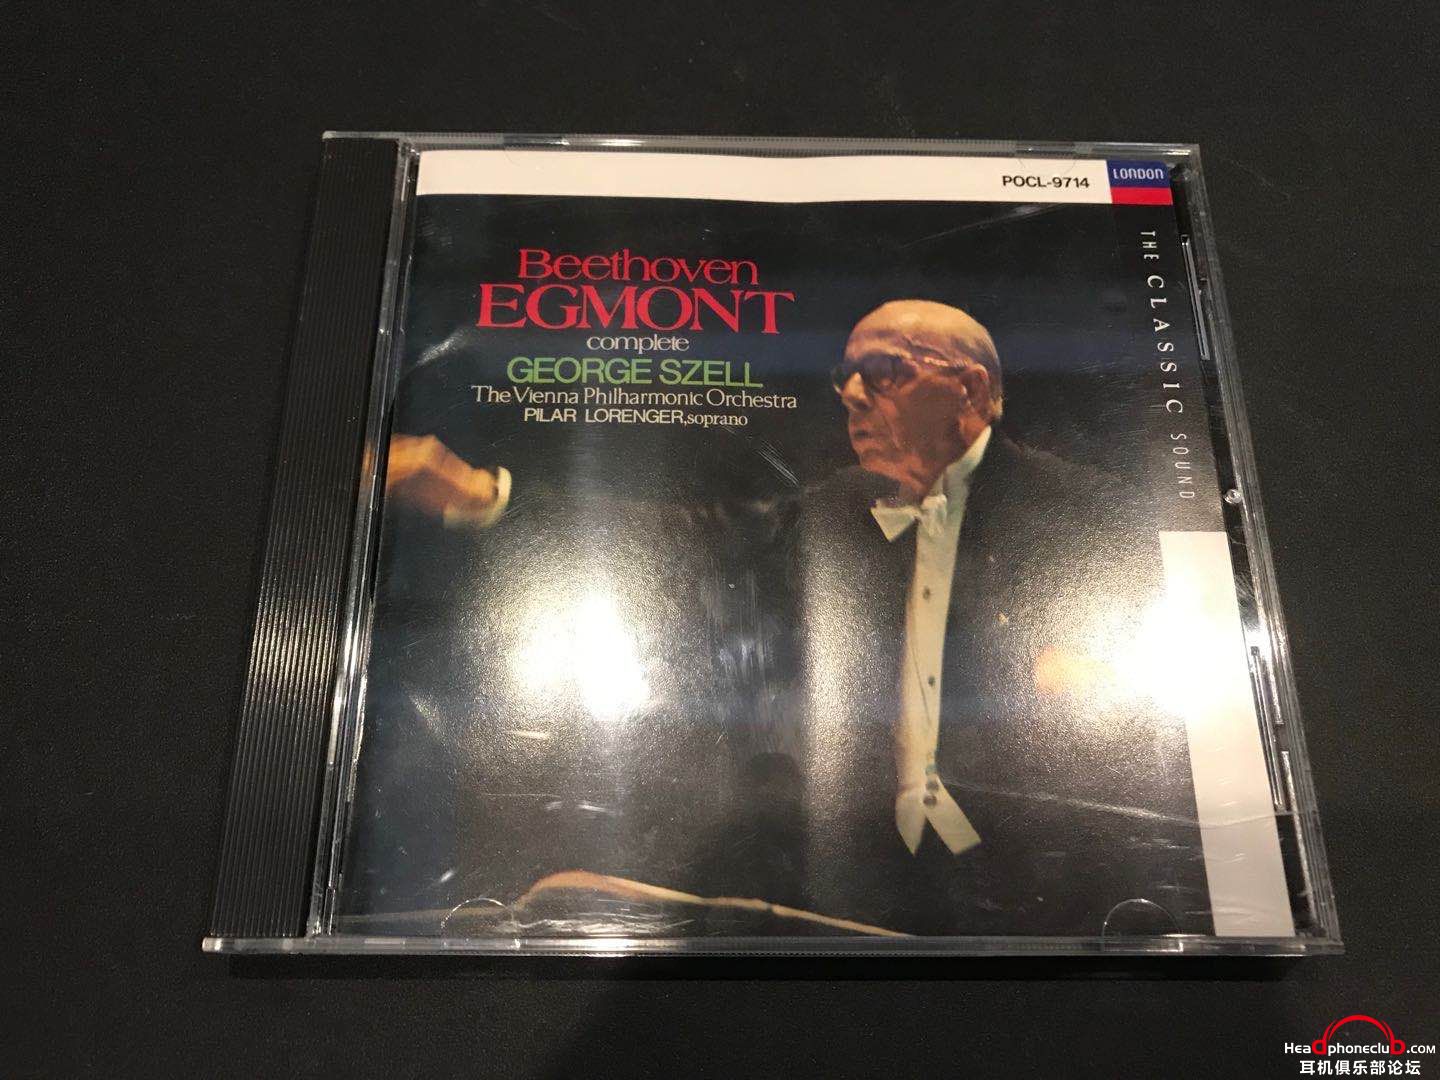 POCL-9714
LONDON
THE CLASSIC SOUND
Beethoven
EGMONT
complete
GEORGE SZELL
The Vienna Philharmonic Orchestra
PILAR LORENGER,soprano
Headphoneclub.com
耳机俱乐部论坛